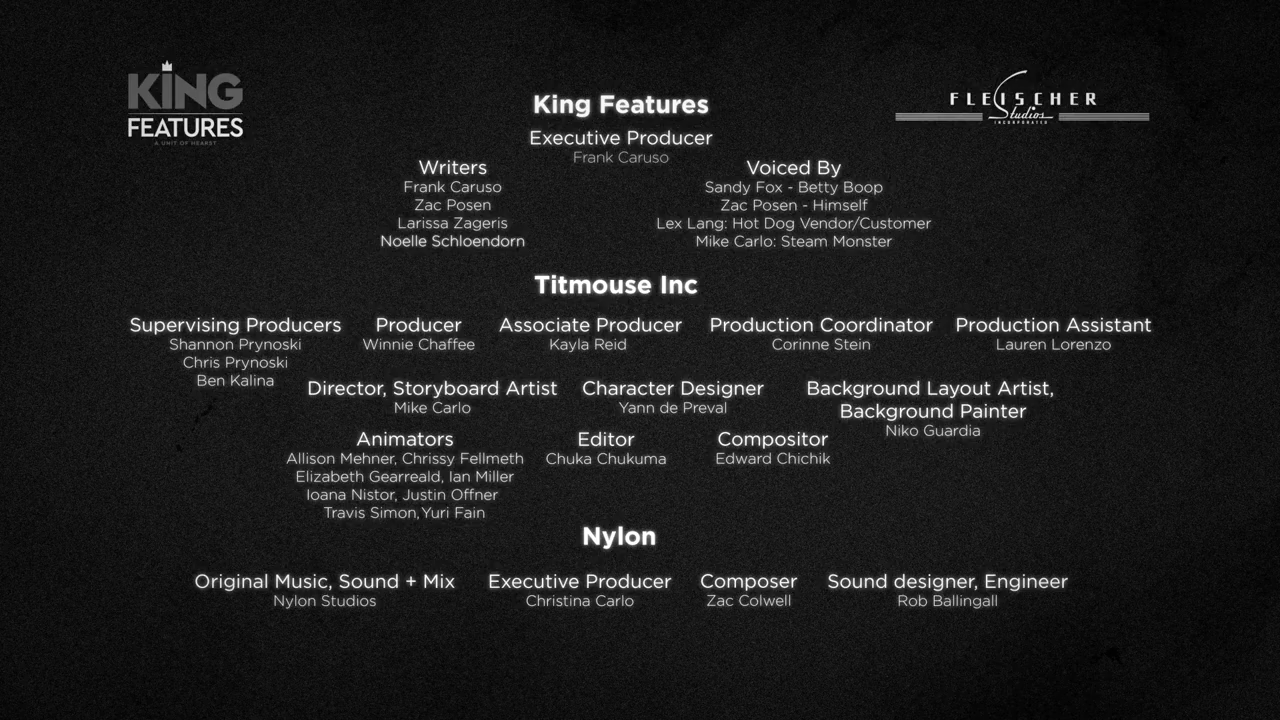 KING
FEATURES
A UNIT OF HEARST
FLEISCHER
Studios
INCORPORATED
King Features
Executive Producer
Frank Caruso
Writers
Frank Caruso
Zac Posen
Larissa Zageris
Noelle Schloendorn
Voiced By
Sandy Fox - Betty Boop
Zac Posen - Himself
Lex Lang: Hot Dog Vendor/Customer
Mike Carlo: Steam Monster
Titmouse Inc
Supervising Producers
Shannon Prynoski
Chris Prynoski
Ben Kalina
Producer
Winnie Chaffee
Associate Producer
Kayla Reid
Production Coordinator
Corinne Stein
Production Assistant
Lauren Lorenzo
Director, Storyboard Artist
Mike Carlo
Character Designer
Yann de Preval
Background Layout Artist,
Background Painter
Niko Guardia
Animators
Allison Mehner, Chrissy Fellmeth
Elizabeth Gearreald, Ian Miller
Ioana Nistor, Justin Offner
Travis Simon,Yuri Fain
Editor
Chuka Chukuma
Compositor
Edward Chichik
Nylon
Original Music, Sound + Mix
Nylon Studios
Executive Producer
Christina Carlo
Composer
Zac Colwell
Sound designer, Engineer
Rob Ballingall